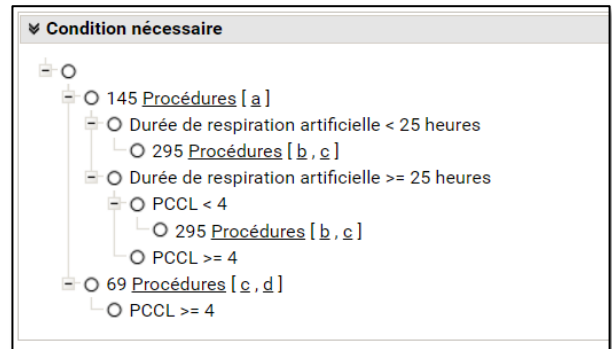 Condition nécessaire
145 Procédures [ a ]
Durée de respiration artificielle < 25 heures
295 Procédures [ b , c ]
Durée de respiration artificielle >= 25 heures
PCCL < 4
295 Procédures [ b , c ]
PCCL >= 4
69 Procédures [ c , d ]
PCCL >= 4